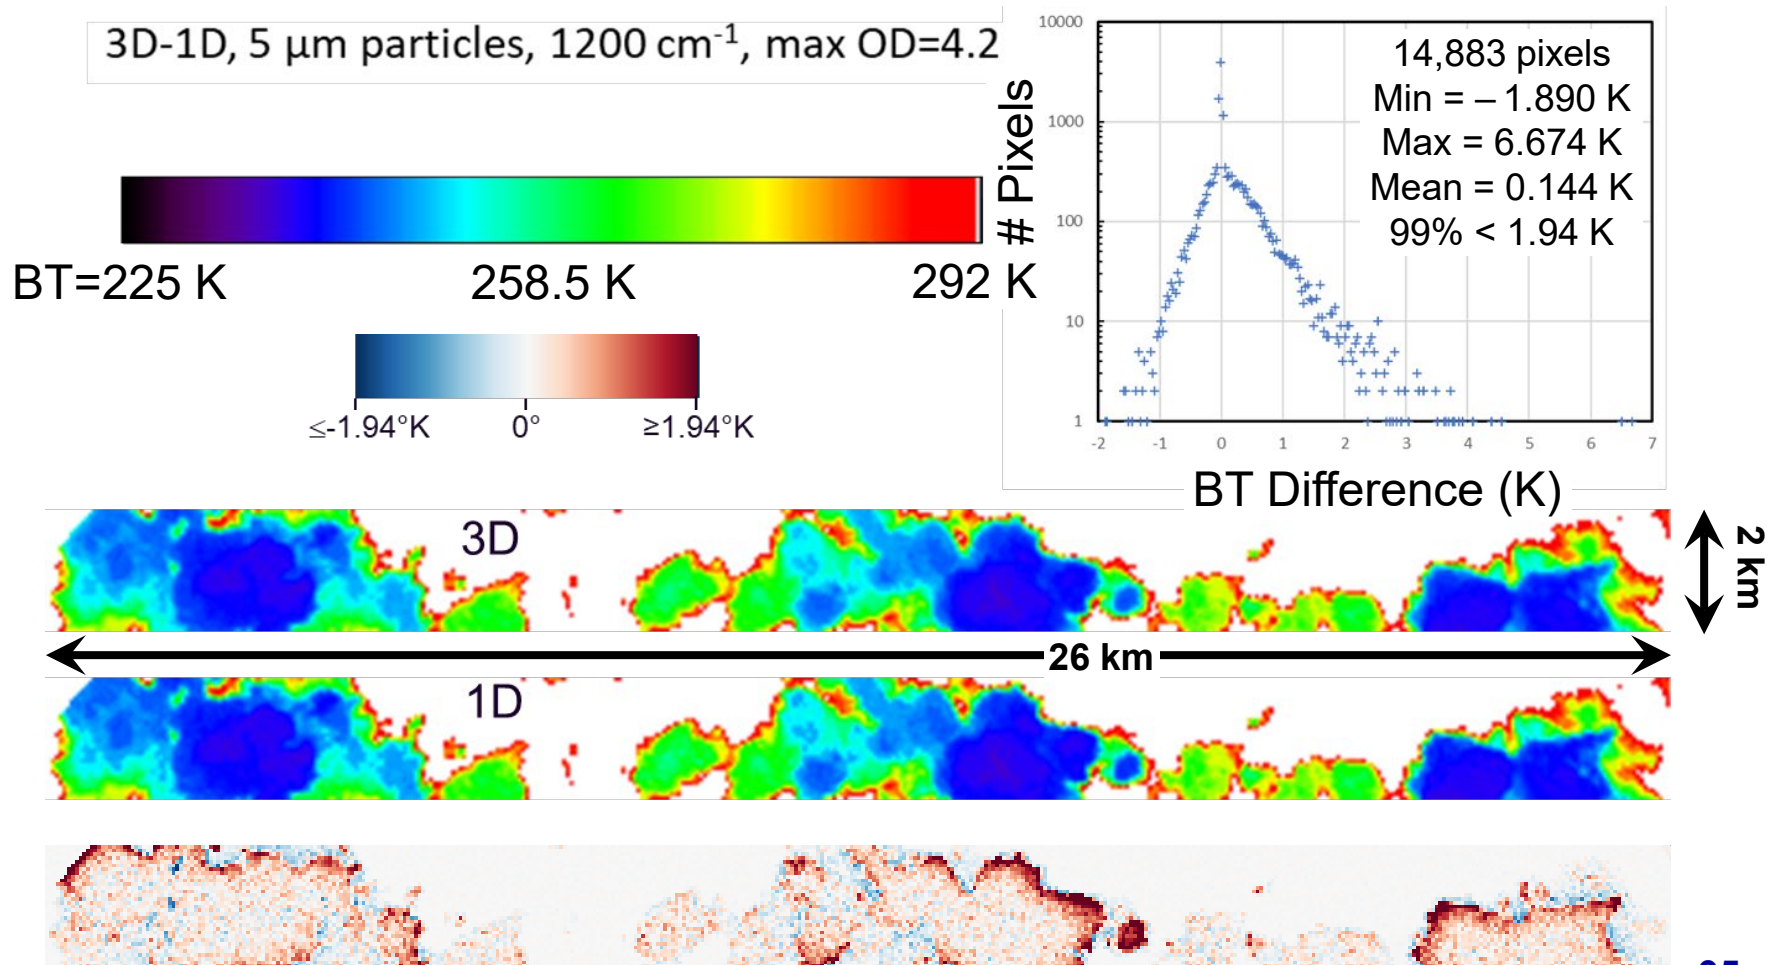 3D-1D, 5 µm particles, 1200 cm⁻¹, max OD=4.2
BT=225 K
258.5 K
292 K
≤-1.94°K
0°
≥1.94°K
# Pixels
10000
1000
100
10
1
14,883 pixels
Min = – 1.890 K
Max = 6.674 K
Mean = 0.144 K
99% < 1.94 K
-2 -1 0 1 2 3 4 5 6 7
BT Difference (K)
3D
2 km
26 km
1D